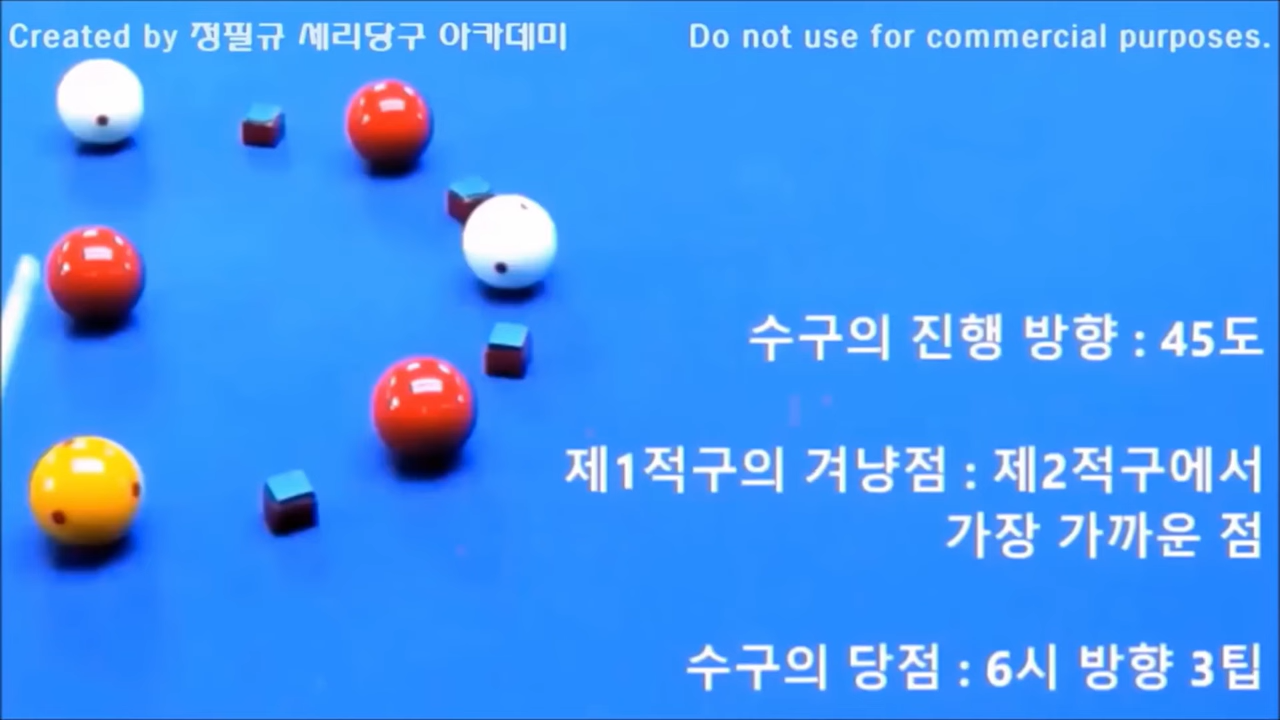 Created by 정필규 세리당구 아카데미
Do not use for commercial purposes.
수구의 진행 방향 : 45도
제1적구의 겨냥점 : 제2적구에서
가장 가까운 점
수구의 당점 : 6시 방향 3팁